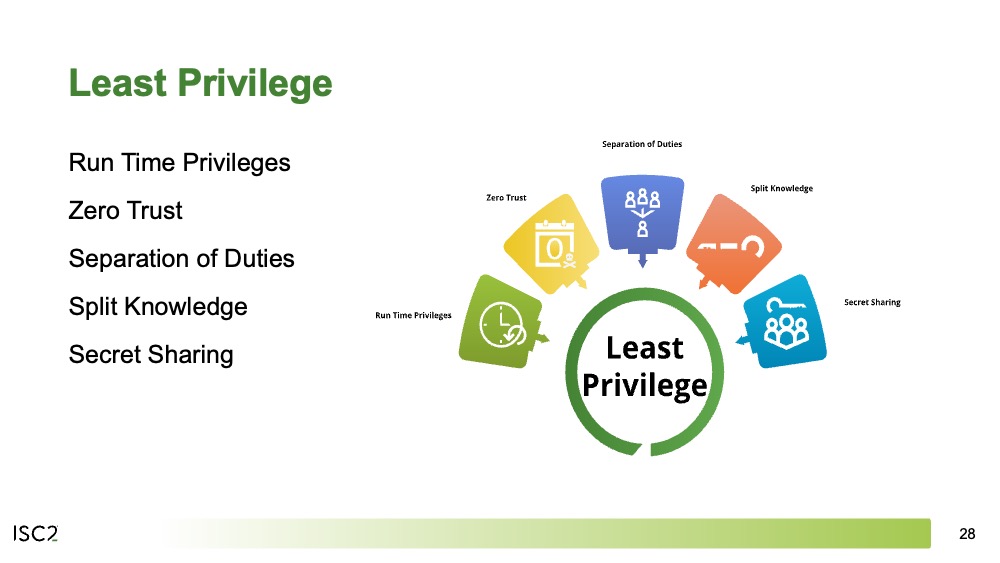 Least Privilege
Run Time Privileges
Zero Trust
Separation of Duties
Split Knowledge
Secret Sharing
Separation of Duties
Zero Trust
Split Knowledge
Run Time Privileges
Secret Sharing
0
Least
Privilege
ISC2
28